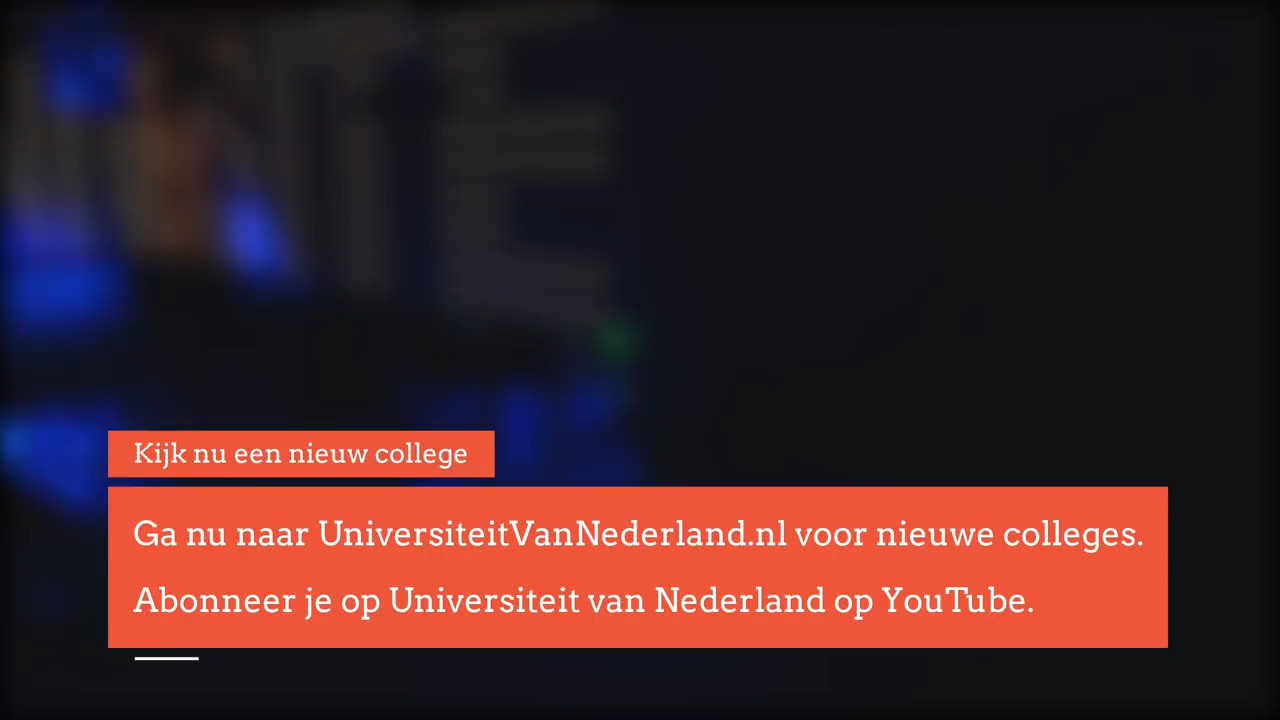 Kijk nu een nieuw college
Ga nu naar UniversiteitVanNederland.nl voor nieuwe colleges.
Abonneer je op Universiteit van Nederland op YouTube.